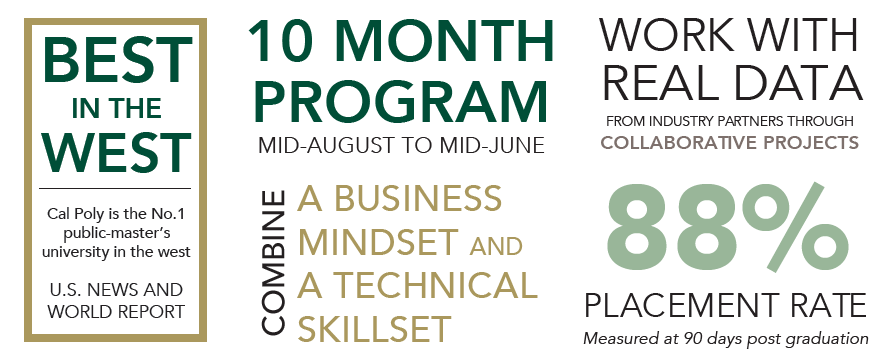 BEST
IN THE
WEST
Cal Poly is the No.1
public-master's
university in the west
U.S. NEWS AND
WORLD REPORT
10 MONTH
PROGRAM
MID-AUGUST TO MID-JUNE
COMBINE
A BUSINESS
MINDSET AND
A TECHNICAL
SKILLSET
WORK WITH
REAL DATA
FROM INDUSTRY PARTNERS THROUGH
COLLABORATIVE PROJECTS
88%
PLACEMENT RATE
Measured at 90 days post graduation